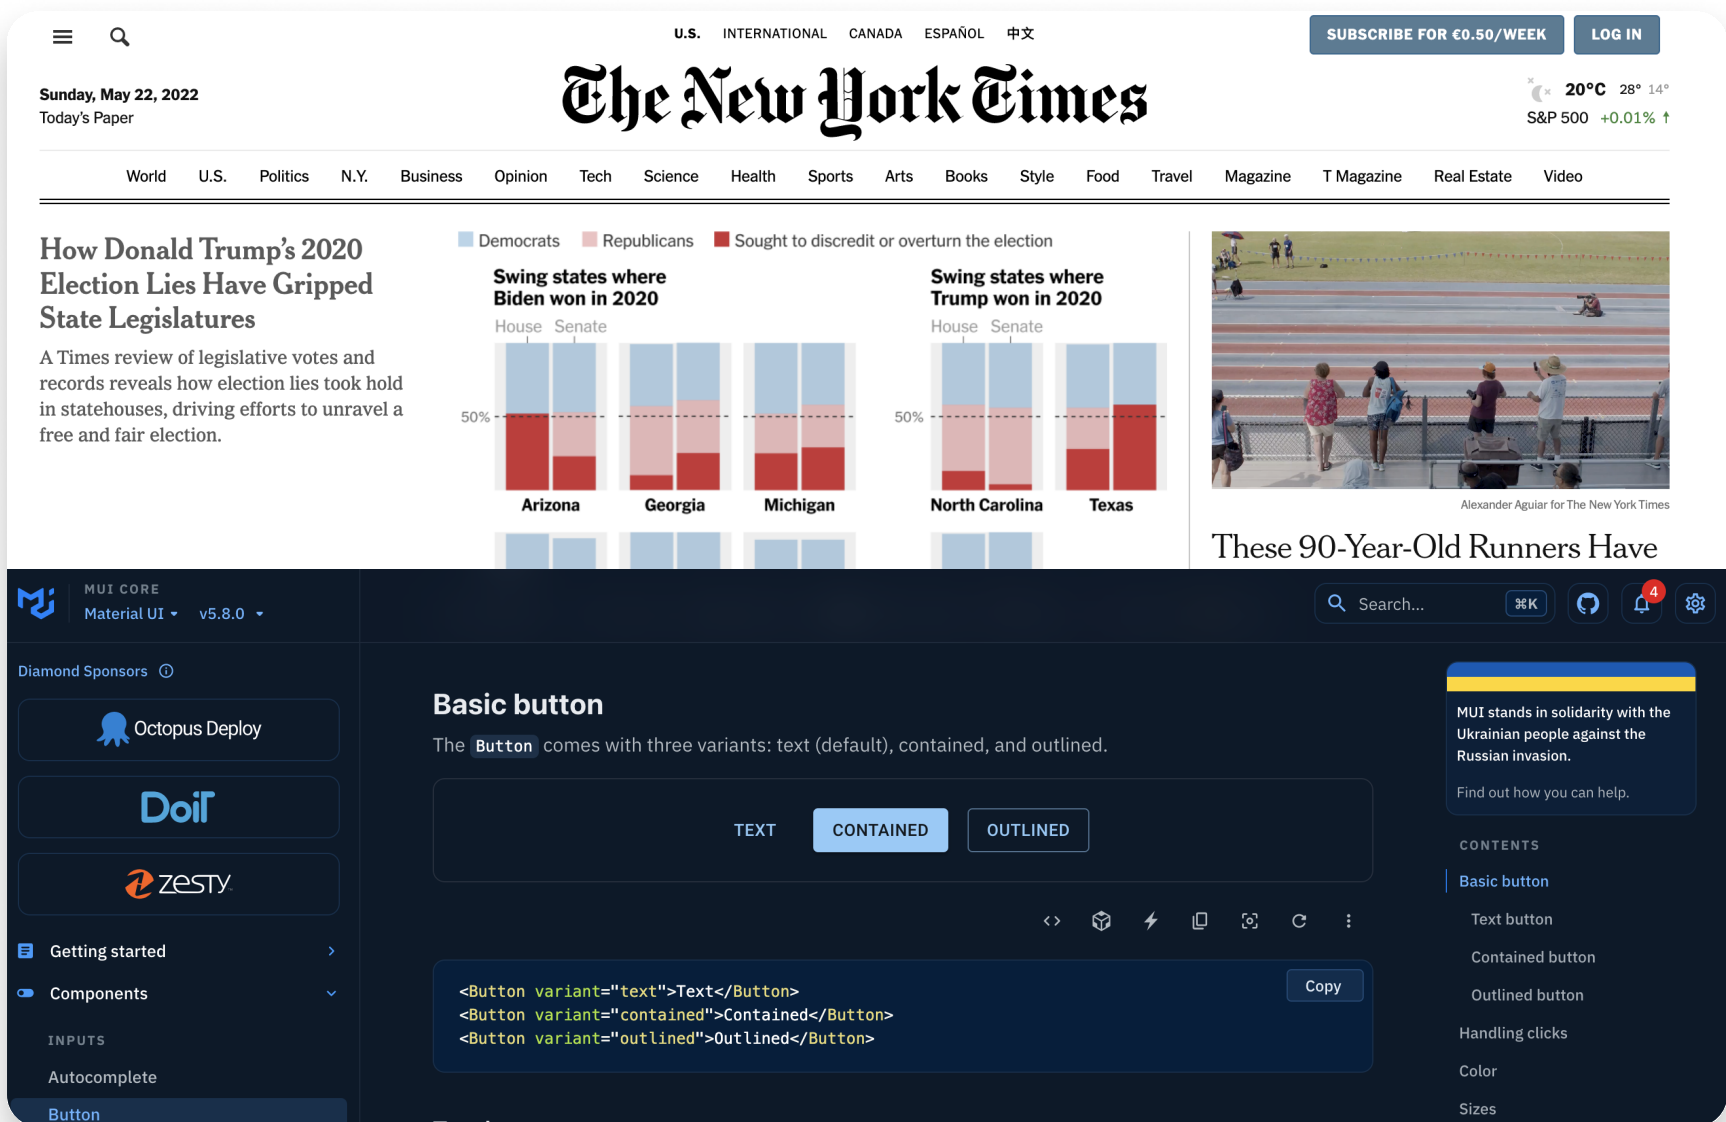 U.S. INTERNATIONAL CANADA ESPAÑOL 中文
SUBSCRIBE FOR €0.50/WEEK
LOG IN
Sunday, May 22, 2022
Today's Paper
The New York Times
20°C 28° 14°
S&P 500 +0.01% ↑
World U.S. Politics N.Y. Business Opinion Tech Science Health Sports Arts Books Style Food Travel Magazine T Magazine Real Estate Video
How Donald Trump's 2020
Election Lies Have Gripped
State Legislatures
A Times review of legislative votes and
records reveals how election lies took hold
in statehouses, driving efforts to unravel a
free and fair election.
Democrats Republicans Sought to discredit or overturn the election
Swing states where
Biden won in 2020
House Senate
50%
Arizona Georgia Michigan
Swing states where
Trump won in 2020
House Senate
50%
North Carolina Texas
Alexander Aguiar for The New York Times
These 90-Year-Old Runners Have
MUI CORE
Material UI v5.8.0
Search... ⌘K
4
Diamond Sponsors
Octopus Deploy
DoiT
zesty
Getting started
Components
INPUTS
Autocomplete
Button
Basic button
The Button comes with three variants: text (default), contained, and outlined.
TEXT CONTAINED OUTLINED
Copy
<Button variant="text">Text</Button>
<Button variant="contained">Contained</Button>
<Button variant="outlined">Outlined</Button>
MUI stands in solidarity with the
Ukrainian people against the
Russian invasion.
Find out how you can help.
CONTENTS
Basic button
Text button
Contained button
Outlined button
Handling clicks
Color
Sizes